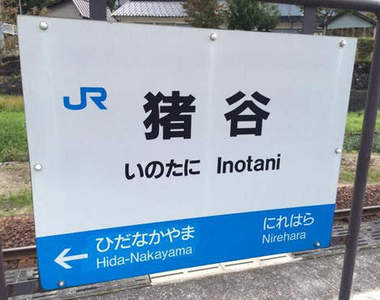 JR
猪谷
いのたに Inotani
ひだなかやま にれはら
Hida-Nakayama Nirehara